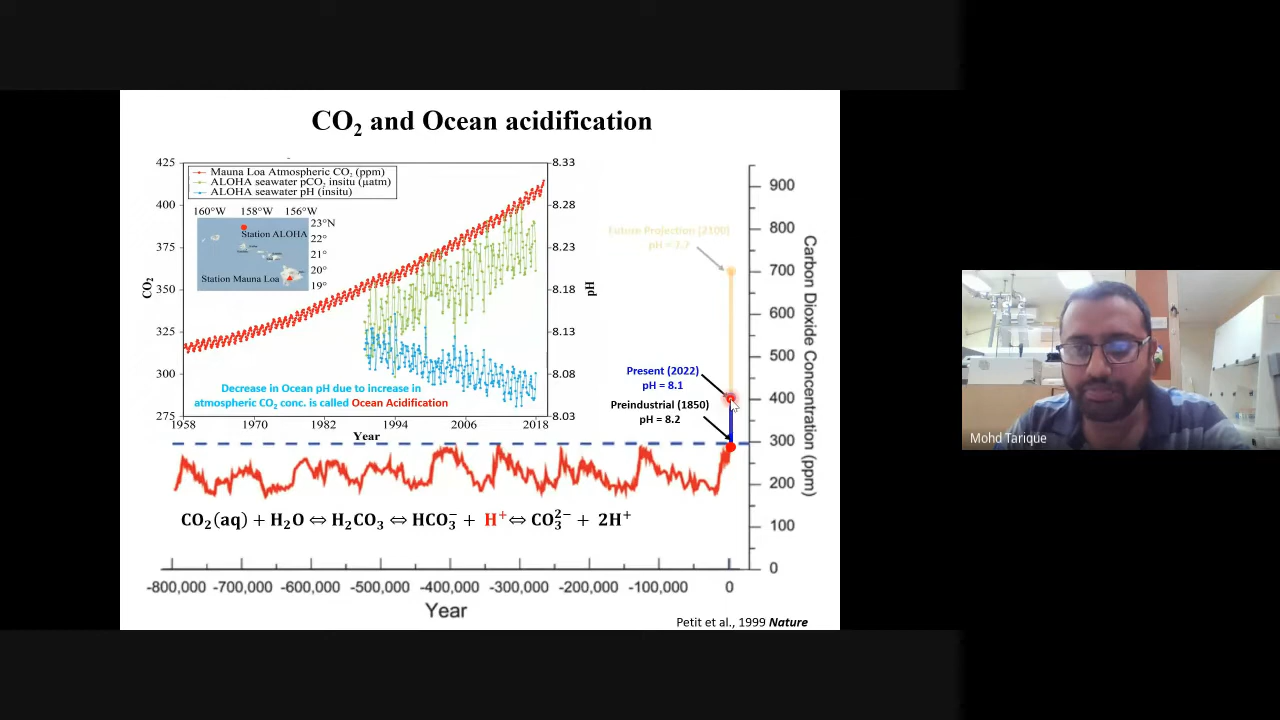 CO₂ and Ocean acidification
425
400
375
350
325
300
275
CO₂
Mauna Loa Atmospheric CO₂ (ppm)
ALOHA seawater pCO₂ insitu (µatm)
ALOHA seawater pH (insitu)
160°W 158°W 156°W
23°N
22°
21°
20°
19°
Station ALOHA
Station Mauna Loa
8.33
8.28
8.23
8.18
8.13
8.08
8.03
pH
Decrease in Ocean pH due to increase in
atmospheric CO₂ conc. is called Ocean Acidification
1958 1970 1982 1994 2006 2018
Year
Future Projection (2100)
pH = 7.7
Present (2022)
pH = 8.1
Preindustrial (1850)
pH = 8.2
900
800
700
600
500
400
300
200
100
0
Carbon Dioxide Concentration (ppm)
CO₂(aq) + H₂O ⇔ H₂CO₃ ⇔ HCO₃⁻ + H⁺ ⇔ CO₃²⁻ + 2H⁺
-800,000 -700,000 -600,000 -500,000 -400,000 -300,000 -200,000 -100,000 0
Year
Petit et al., 1999 Nature
Mohd Tarique